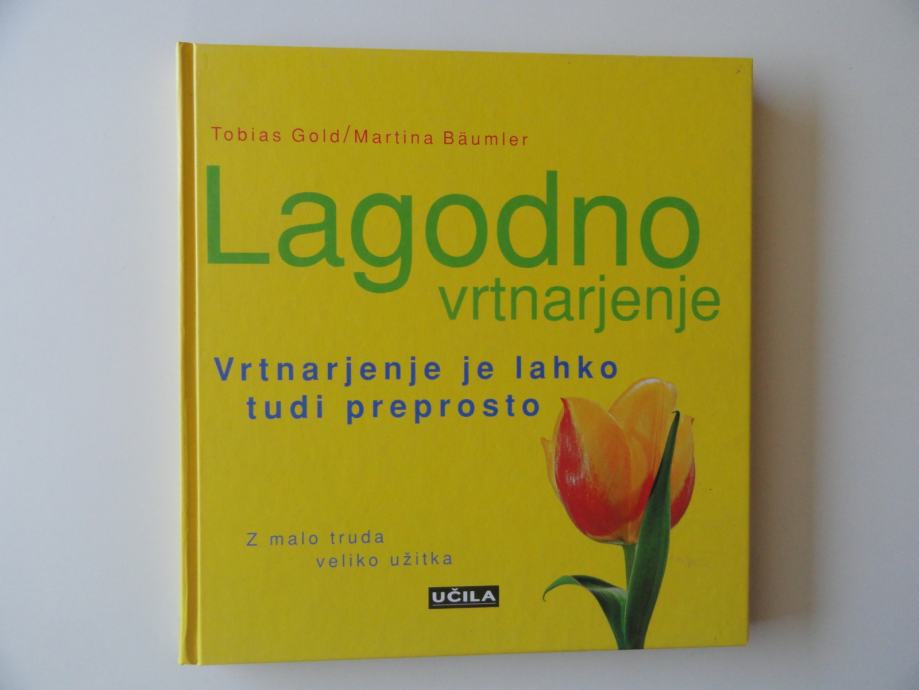 Tobias Gold/Martina Bäumler
Lagodno
vrtnarjenje
Vrtnarjenje je lahko
tudi preprosto
Z malo truda
veliko užitka
UČILA